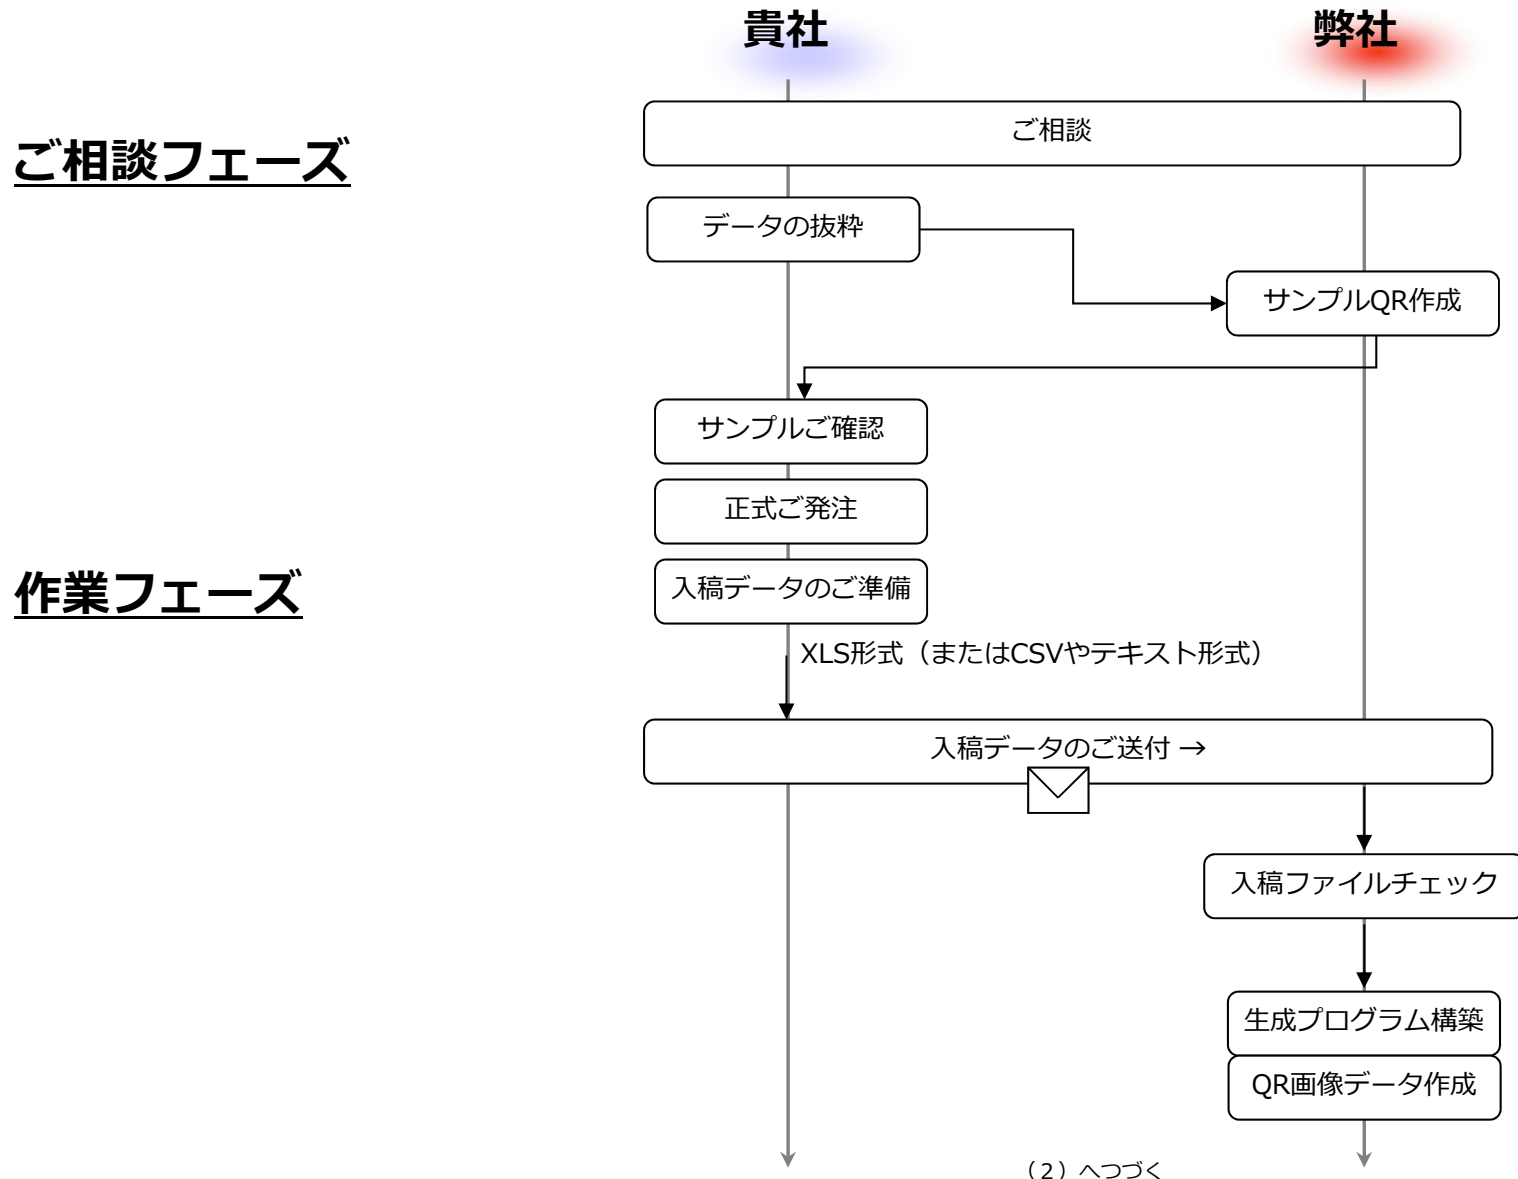 貴社
弊社
ご相談
ご相談フェーズ
データの抜粋
サンプルQR作成
サンプルご確認
正式ご発注
作業フェーズ
入稿データのご準備
XLS形式（またはCSVやテキスト形式）
入稿データのご送付 →
入稿ファイルチェック
生成プログラム構築
QR画像データ作成
（２）へつづく